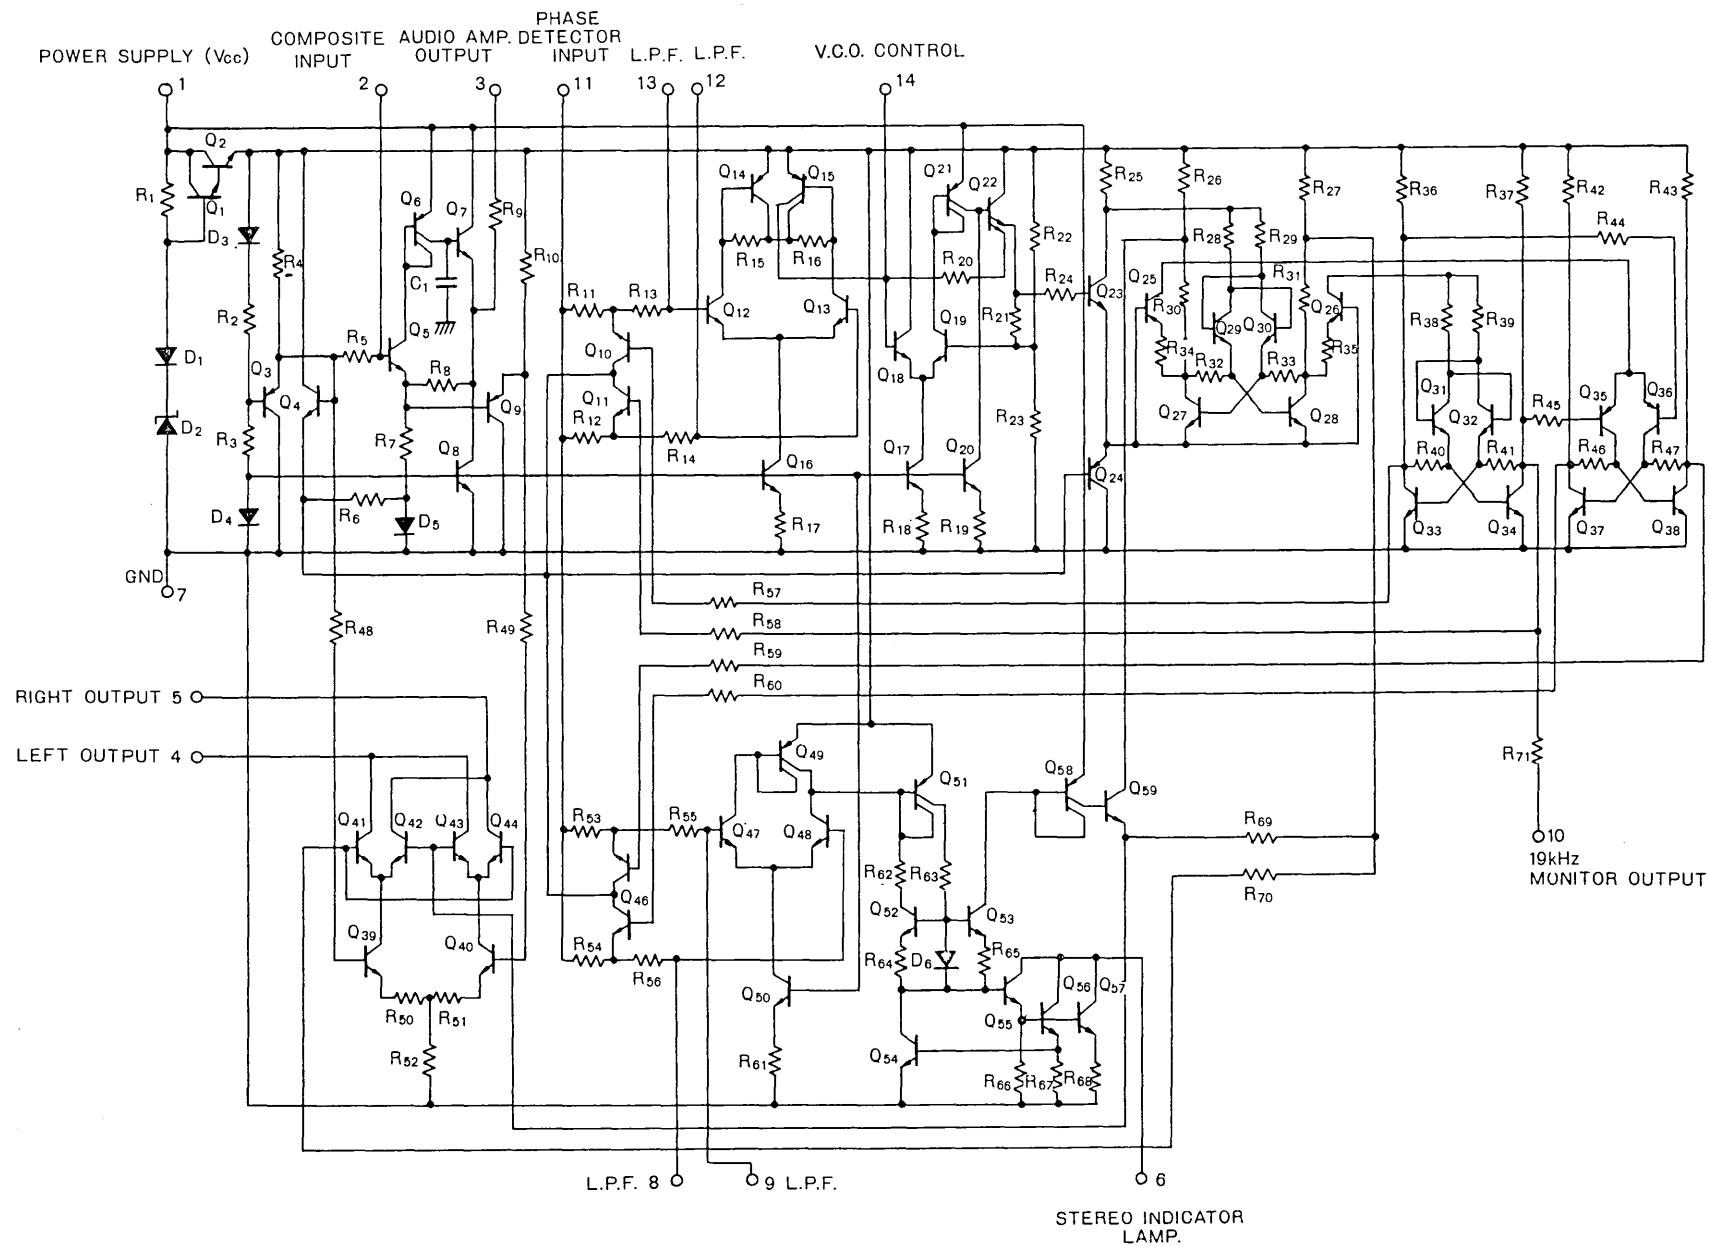 PHASE
COMPOSITE AUDIO AMP. DETECTOR
POWER SUPPLY (Vcc) INPUT OUTPUT INPUT L.P.F. L.P.F. V.C.O. CONTROL
1 2 3 11 13 12 14
Q2
R1 Q1
D3
Q6 Q7 R9
Q14 Q15
Q21 Q22
R25 R26 R27 R36 R37 R42 R43
R4 C1 R10
R15 R16 R20 R22
R28 R29 R44
R2 R5 Q5
R11 R13 Q12 Q13
R21 R24 Q23
Q25 R30 R31 Q26
Q29 Q30
R38 R39
D1 Q3 Q4 R8 Q10
Q18 Q19
R34 R32 R33 R35
Q9 Q11 R12
Q27 Q28
Q31 Q32 R45 Q35 Q36
D2 R3 R7 Q8 R14
Q16 Q17 Q20 R23 Q24
R40 R41 R46 R47
D4 R6 D5 R17 R18 R19
Q33 Q34 Q37 Q38
GND 7
R57
R48 R49 R58
R59
RIGHT OUTPUT 5 R60
LEFT OUTPUT 4
Q49 Q51 Q58 Q59 R71
Q41 Q42 Q43 Q44
R53 R55 Q47 Q48 R69
10
19kHz
MONITOR OUTPUT
R62 R63 R70
Q46 Q52 Q53
Q39 Q40 R54 R56
R64 D6 R65
Q50 Q56 Q57
R50 R51 Q55
R52 R61 Q54
R66 R67 R68
L.P.F. 8 9 L.P.F. 6
STEREO INDICATOR
LAMP.